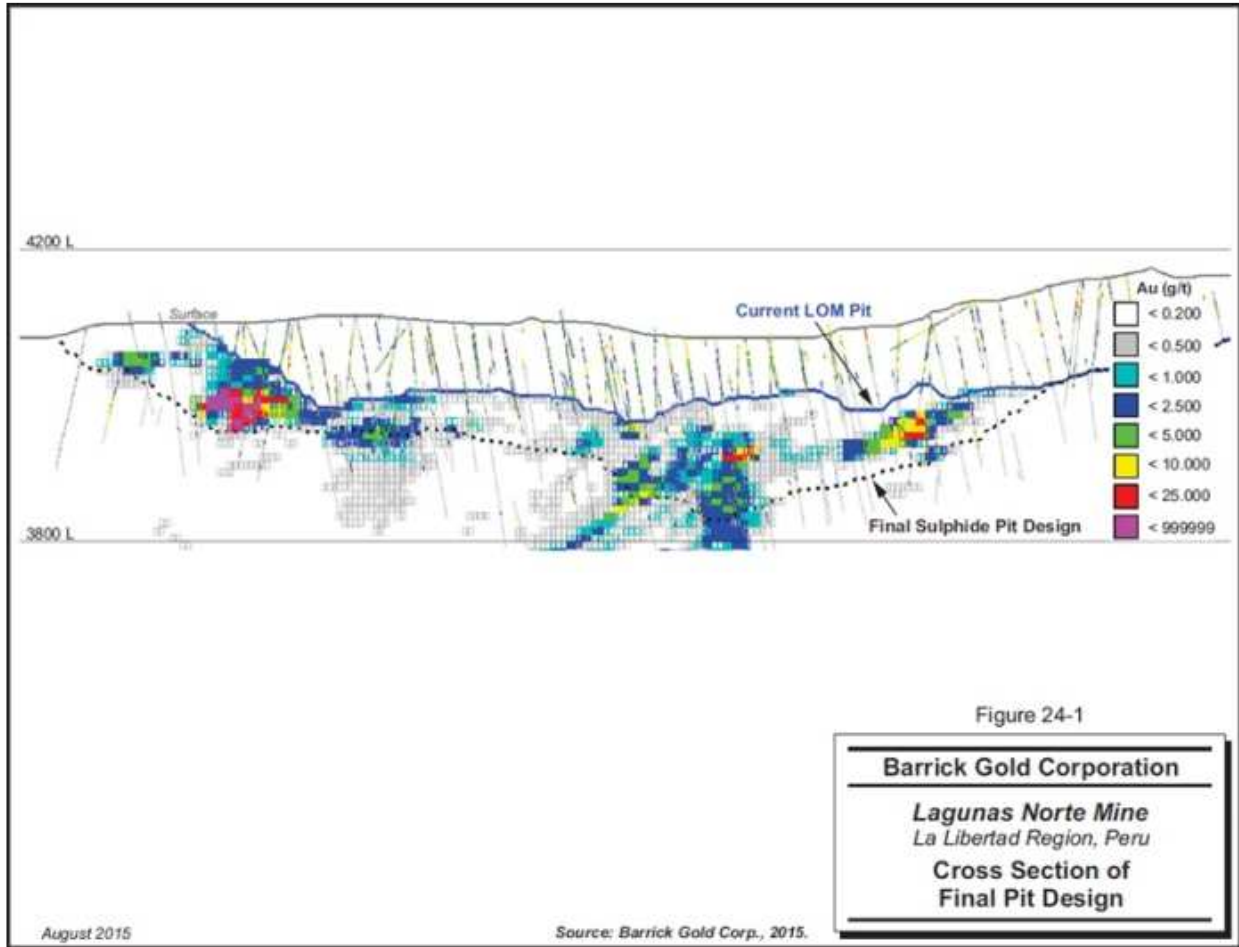 4200 L
Surface
Current LOM Pit
Au (g/t)
< 0.200
< 0.500
< 1.000
< 2.500
< 5.000
< 10.000
< 25.000
< 999999
Final Sulphide Pit Design
3800 L
Figure 24-1
Barrick Gold Corporation
Lagunas Norte Mine
La Libertad Region, Peru
Cross Section of
Final Pit Design
August 2015
Source: Barrick Gold Corp., 2015.